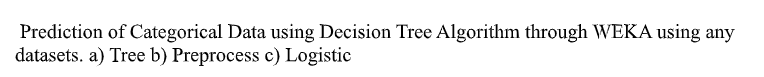 Prediction of Categorical Data using Decision Tree Algorithm through WEKA using any
datasets. a) Tree b) Preprocess c) Logistic